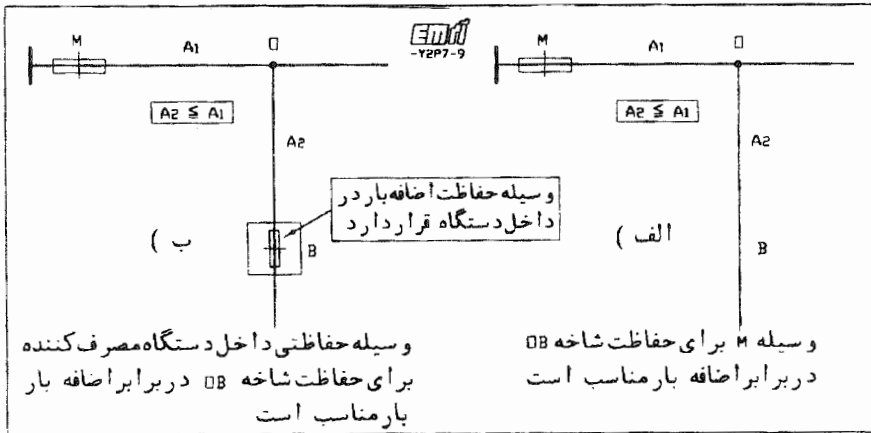 M A1 O
Emri
-Y2P7-9
M A1 O
A2 ≦ A1
A2 ≦ A1
A2
A2
وسیله حفاظت اضافه‌بار در
داخل دستگاه قرار دارد
الف )
B
ب )
B
وسیله M برای حفاظت شاخه OB
در برابر اضافه بار مناسب است
وسیله حفاظتی داخل دستگاه مصرف کننده
برای حفاظت شاخه OB در برابر اضافه بار
بار مناسب است